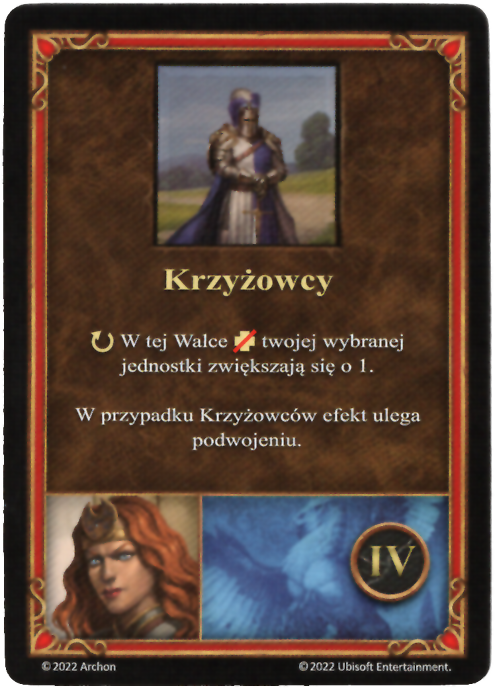 Krzyżowcy
W tej Walce twojej wybranej
jednostki zwiększają się o 1.
W przypadku Krzyżowców efekt ulega
podwojeniu.
IV
© 2022 Archon
© 2022 Ubisoft Entertainment.